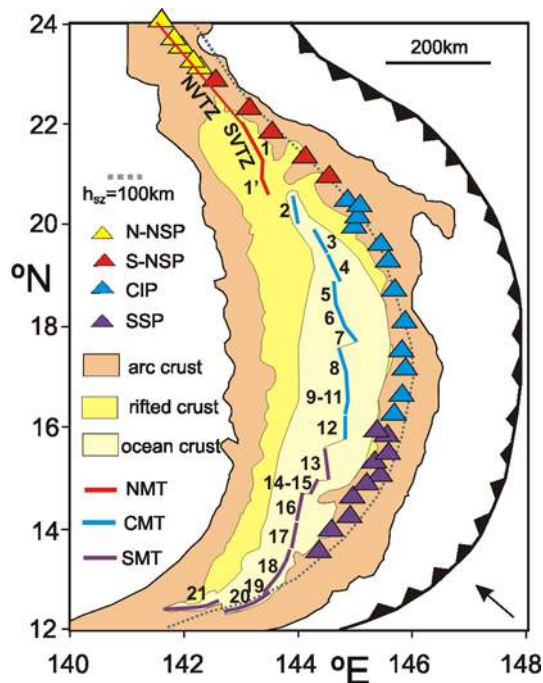 24
200km
NVTZ
22
SVTZ
1
1'
hsz=100km
20
2
ºN
N-NSP
3
S-NSP
4
CIP
5
18
SSP
6
7
arc crust
8
rifted crust
9-11
16
ocean crust
12
13
NMT
14-15
CMT
16
14
17
SMT
18
21
19
20
12
140
142
144
146
148
ºE